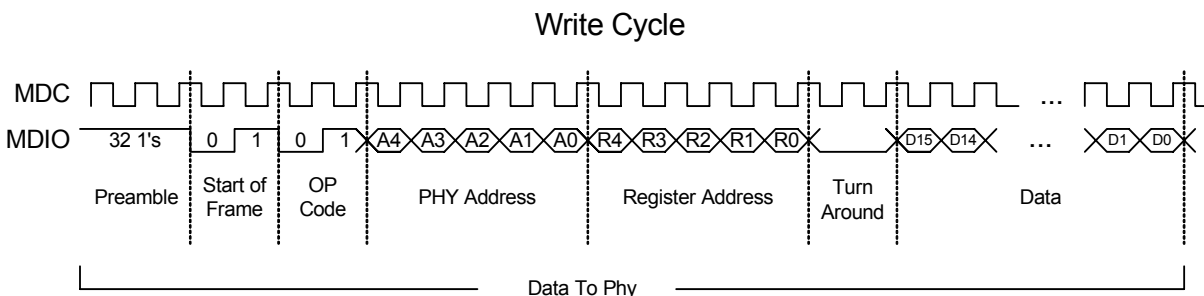 Write Cycle
MDC
...
MDIO
32 1's 0 1 0 1 A4 A3 A2 A1 A0 R4 R3 R2 R1 R0 D15 D14 ... D1 D0
Preamble
Start of
Frame
OP
Code
PHY Address
Register Address
Turn
Around
Data
Data To Phy